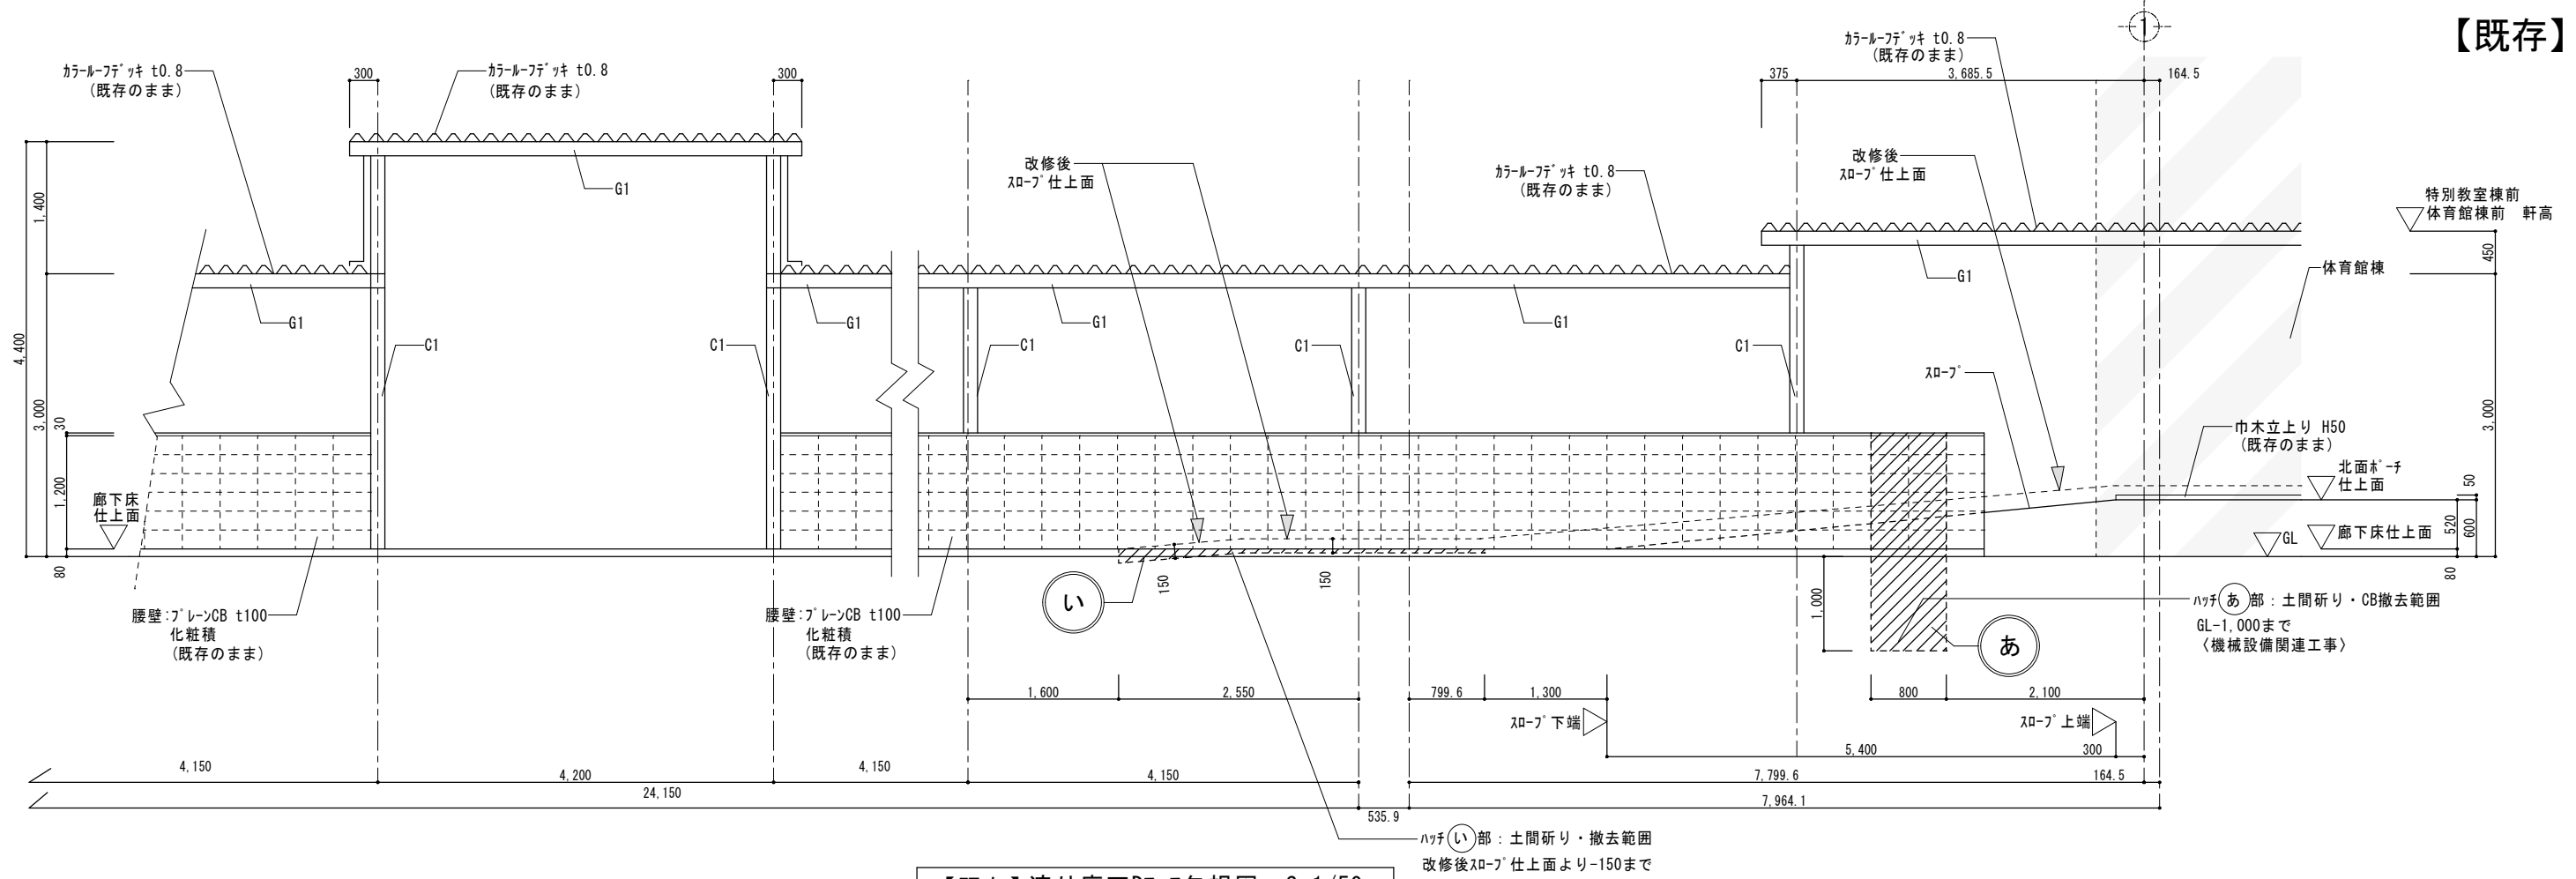 【既存】
1
ｶﾗｰﾙｰﾌﾃﾞｯｷ t0.8
(既存のまま)
300
ｶﾗｰﾙｰﾌﾃﾞｯｷ t0.8
(既存のまま)
300
ｶﾗｰﾙｰﾌﾃﾞｯｷ t0.8
(既存のまま)
375
3,685.5
164.5
改修後
ｽﾛｰﾌﾟ仕上面
ｶﾗｰﾙｰﾌﾃﾞｯｷ t0.8
(既存のまま)
改修後
ｽﾛｰﾌﾟ仕上面
特別教室棟前
体育館棟前　軒高
G1
1,400
450
体育館棟
G1
G1
G1
G1
G1
G1
4,400
3,000
C1
C1
C1
C1
C1
ｽﾛｰﾌﾟ
3,000
30
巾木立上り H50
(既存のまま)
北面ﾎﾟｰﾁ
仕上面
50
1,200
廊下床
仕上面
GL
廊下床仕上面
520
600
80
80
150
150
い
1,000
腰壁:ﾌﾟﾚｰﾝCB t100
化粧積
(既存のまま)
腰壁:ﾌﾟﾚｰﾝCB t100
化粧積
(既存のまま)
あ
ﾊｯﾁ あ 部：土間斫り・CB撤去範囲
GL-1,000まで
〈機械設備関連工事〉
1,600
2,550
799.6
1,300
800
2,100
ｽﾛｰﾌﾟ下端
ｽﾛｰﾌﾟ上端
5,400
300
4,150
4,200
4,150
4,150
7,799.6
164.5
24,150
535.9
7,964.1
ﾊｯﾁ い 部：土間斫り・撤去範囲
改修後ｽﾛｰﾌﾟ仕上面より-150まで